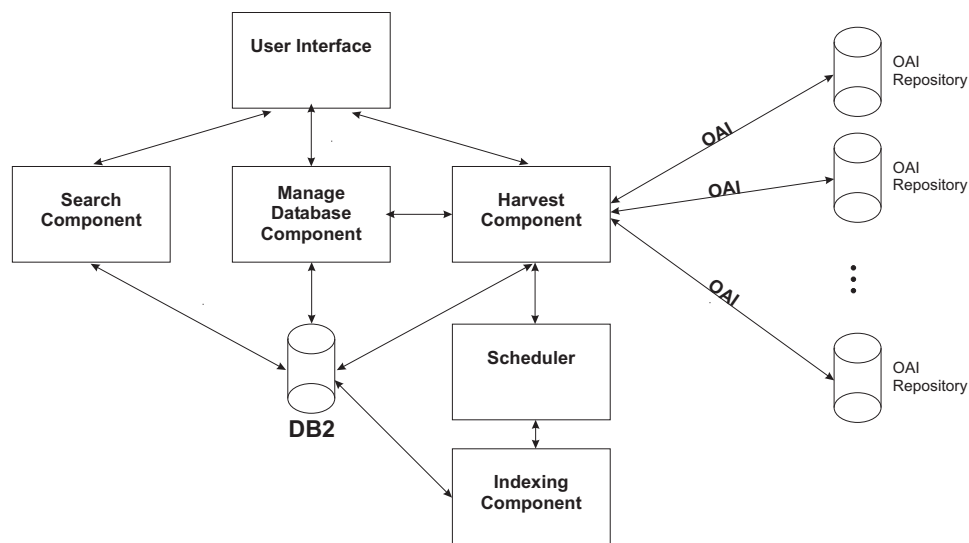 User Interface
OAI
Repository
OAI
OAI
Repository
OAI
Search
Component
Manage
Database
Component
Harvest
Component
OAI
DB2
Scheduler
OAI
Repository
Indexing
Component